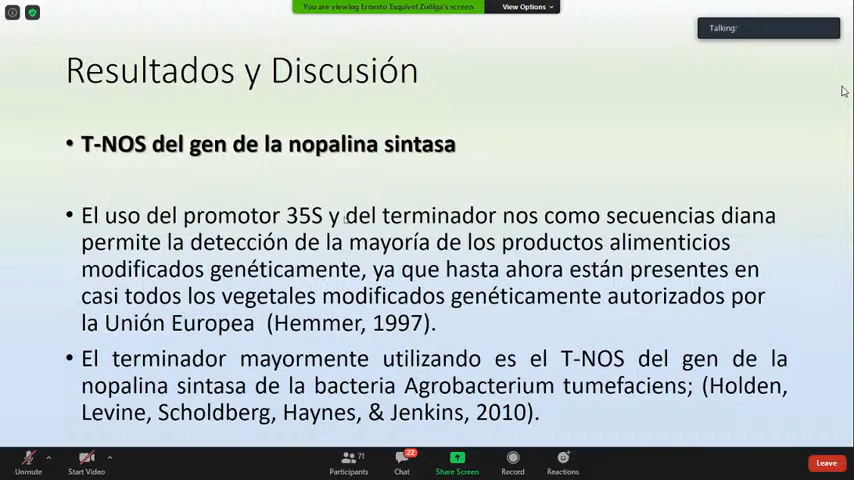 You are viewing Ernesto Esquivel Zuñiga's screen
View Options
Talking:
Resultados y Discusión
• T-NOS del gen de la nopalina sintasa
• El uso del promotor 35S y del terminador nos como secuencias diana
permite la detección de la mayoría de los productos alimenticios
modificados genéticamente, ya que hasta ahora están presentes en
casi todos los vegetales modificados genéticamente autorizados por
la Unión Europea (Hemmer, 1997).
• El terminador mayormente utilizando es el T-NOS del gen de la
nopalina sintasa de la bacteria Agrobacterium tumefaciens; (Holden,
Levine, Scholdberg, Haynes, & Jenkins, 2010).
71
22
Unmute
Start Video
Participants
Chat
Share Screen
Record
Reactions
Leave